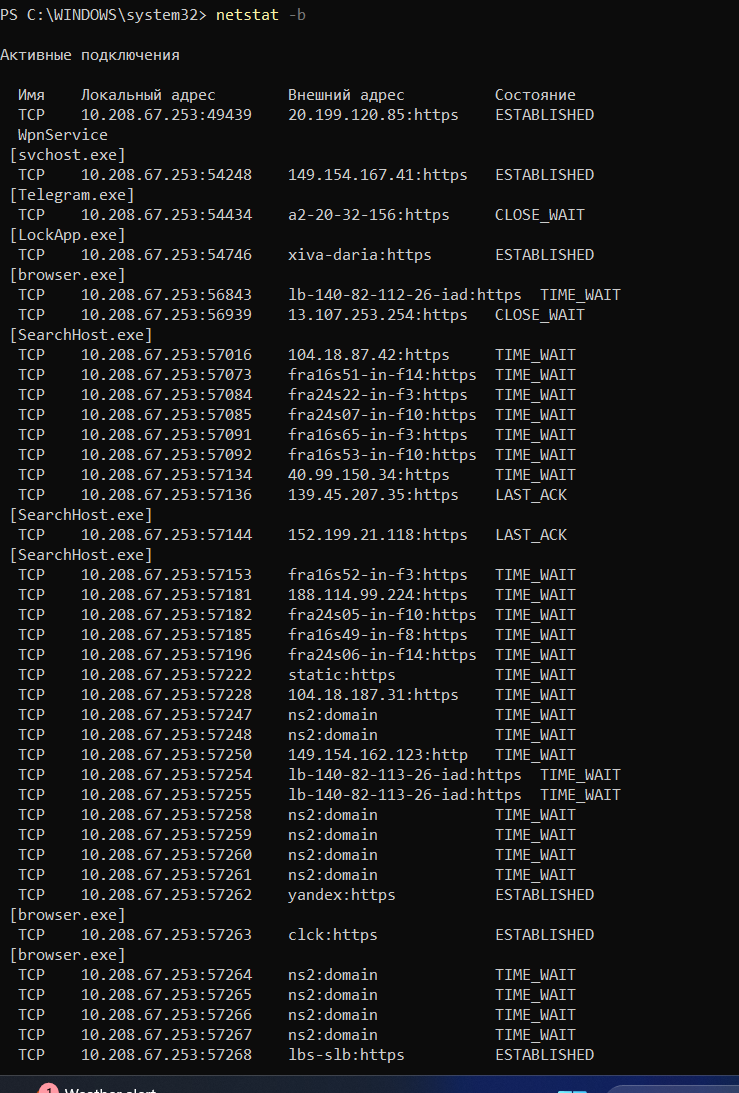 PS C:\WINDOWS\system32> netstat -b
Активные подключения
Имя Локальный адрес Внешний адрес Состояние
TCP 10.208.67.253:49439 20.199.120.85:https ESTABLISHED
WpnService
[svchost.exe]
TCP 10.208.67.253:54248 149.154.167.41:https ESTABLISHED
[Telegram.exe]
TCP 10.208.67.253:54434 a2-20-32-156:https CLOSE_WAIT
[LockApp.exe]
TCP 10.208.67.253:54746 xiva-daria:https ESTABLISHED
[browser.exe]
TCP 10.208.67.253:56843 lb-140-82-112-26-iad:https TIME_WAIT
TCP 10.208.67.253:56939 13.107.253.254:https CLOSE_WAIT
[SearchHost.exe]
TCP 10.208.67.253:57016 104.18.87.42:https TIME_WAIT
TCP 10.208.67.253:57073 fra16s51-in-f14:https TIME_WAIT
TCP 10.208.67.253:57084 fra24s22-in-f3:https TIME_WAIT
TCP 10.208.67.253:57085 fra24s07-in-f10:https TIME_WAIT
TCP 10.208.67.253:57091 fra16s65-in-f3:https TIME_WAIT
TCP 10.208.67.253:57092 fra16s53-in-f10:https TIME_WAIT
TCP 10.208.67.253:57134 40.99.150.34:https TIME_WAIT
TCP 10.208.67.253:57136 139.45.207.35:https LAST_ACK
[SearchHost.exe]
TCP 10.208.67.253:57144 152.199.21.118:https LAST_ACK
[SearchHost.exe]
TCP 10.208.67.253:57153 fra16s52-in-f3:https TIME_WAIT
TCP 10.208.67.253:57181 188.114.99.224:https TIME_WAIT
TCP 10.208.67.253:57182 fra24s05-in-f10:https TIME_WAIT
TCP 10.208.67.253:57185 fra16s49-in-f8:https TIME_WAIT
TCP 10.208.67.253:57196 fra24s06-in-f14:https TIME_WAIT
TCP 10.208.67.253:57222 static:https TIME_WAIT
TCP 10.208.67.253:57228 104.18.187.31:https TIME_WAIT
TCP 10.208.67.253:57247 ns2:domain TIME_WAIT
TCP 10.208.67.253:57248 ns2:domain TIME_WAIT
TCP 10.208.67.253:57250 149.154.162.123:http TIME_WAIT
TCP 10.208.67.253:57254 lb-140-82-113-26-iad:https TIME_WAIT
TCP 10.208.67.253:57255 lb-140-82-113-26-iad:https TIME_WAIT
TCP 10.208.67.253:57258 ns2:domain TIME_WAIT
TCP 10.208.67.253:57259 ns2:domain TIME_WAIT
TCP 10.208.67.253:57260 ns2:domain TIME_WAIT
TCP 10.208.67.253:57261 ns2:domain TIME_WAIT
TCP 10.208.67.253:57262 yandex:https ESTABLISHED
[browser.exe]
TCP 10.208.67.253:57263 clck:https ESTABLISHED
[browser.exe]
TCP 10.208.67.253:57264 ns2:domain TIME_WAIT
TCP 10.208.67.253:57265 ns2:domain TIME_WAIT
TCP 10.208.67.253:57266 ns2:domain TIME_WAIT
TCP 10.208.67.253:57267 ns2:domain TIME_WAIT
TCP 10.208.67.253:57268 lbs-slb:https ESTABLISHED
1 Weather alert